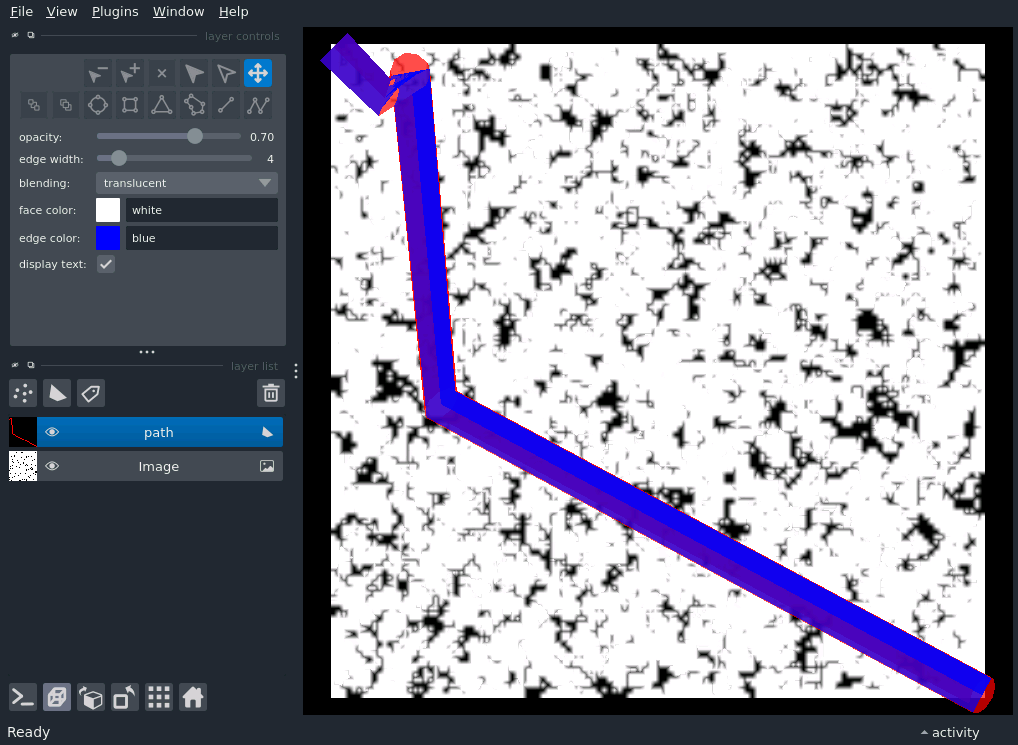 File View Plugins Window Help
layer controls
opacity: 0.70
edge width: 4
blending: translucent
face color: white
edge color: blue
display text:
layer list
path
Image
Ready activity